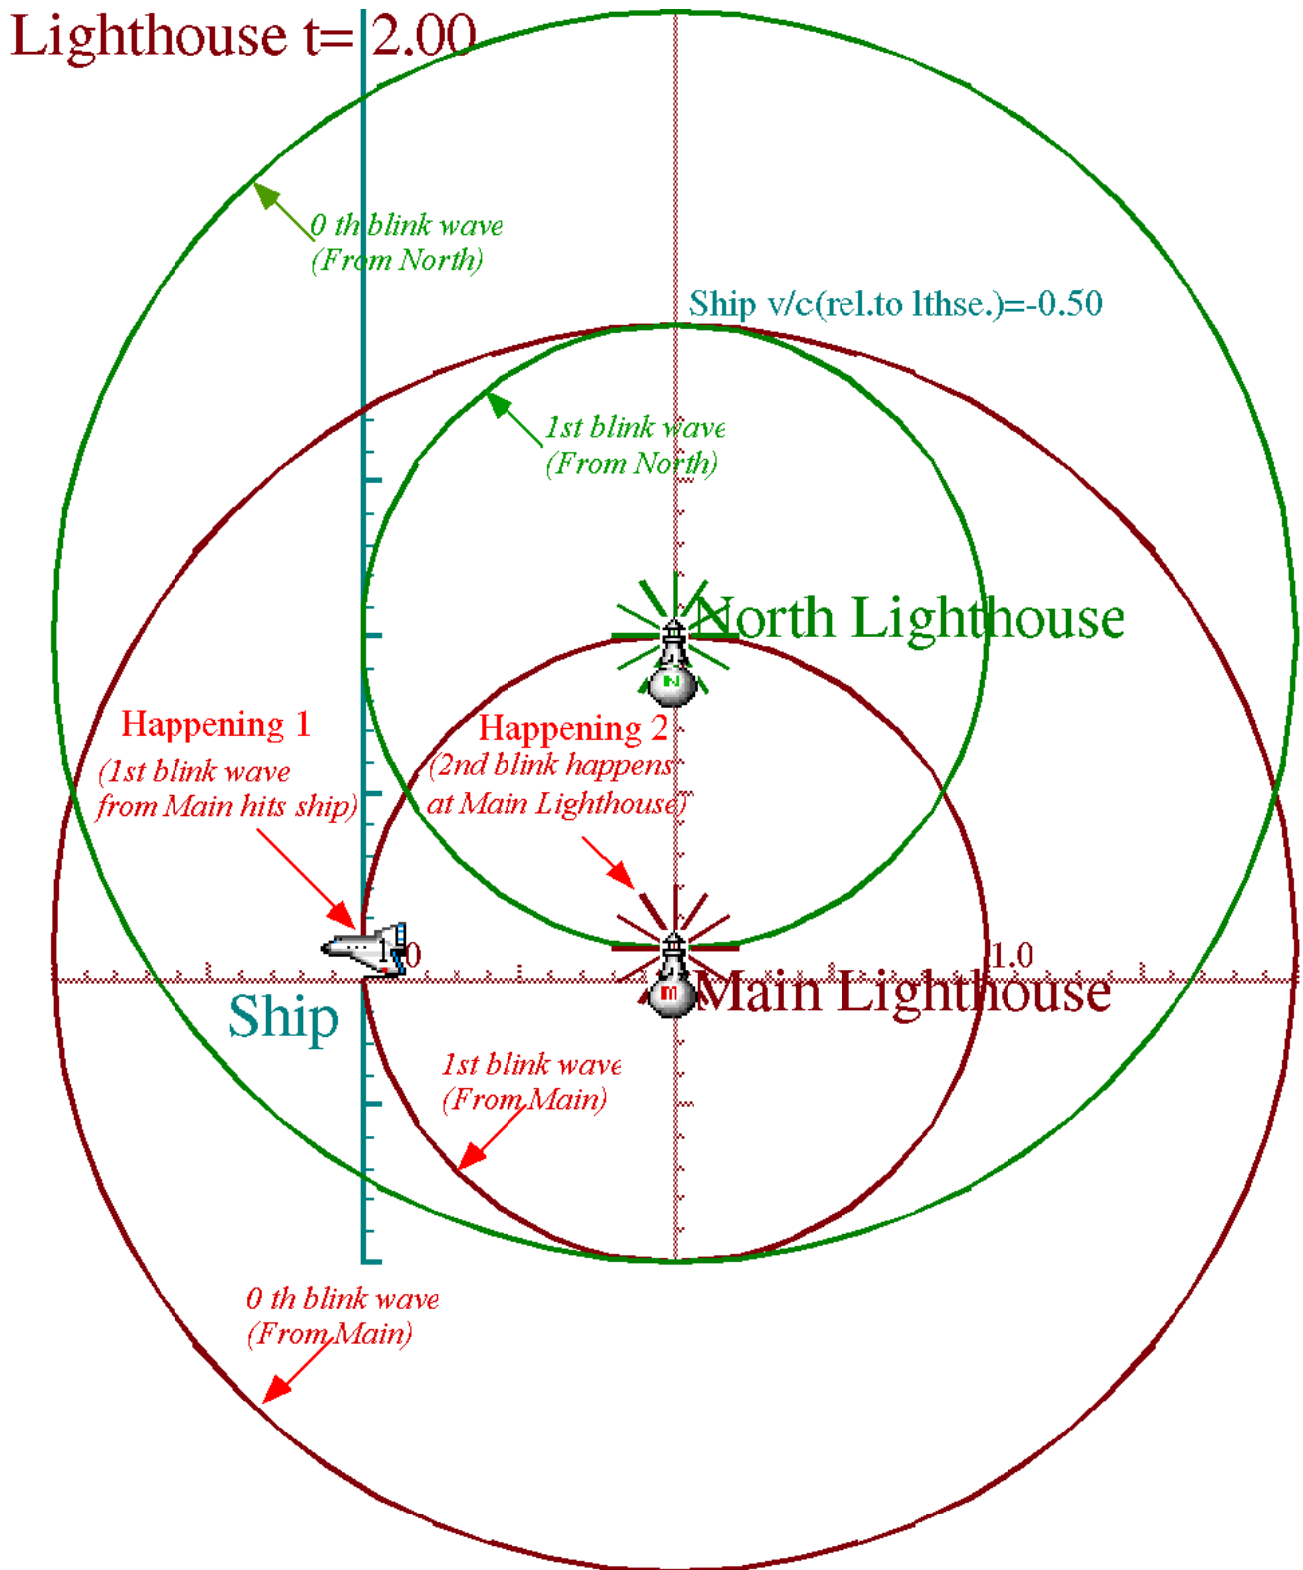 Lighthouse t= 2.00
0 th blink wave
(From North)
Ship v/c(rel.to lthse.)=-0.50
1st blink wave
(From North)
North Lighthouse
N
Happening 1
(1st blink wave
from Main hits ship)
Happening 2
(2nd blink happens
at Main Lighthouse)
0
1.0
Ship
M
Main Lighthouse
1st blink wave
(From Main)
0 th blink wave
(From Main)